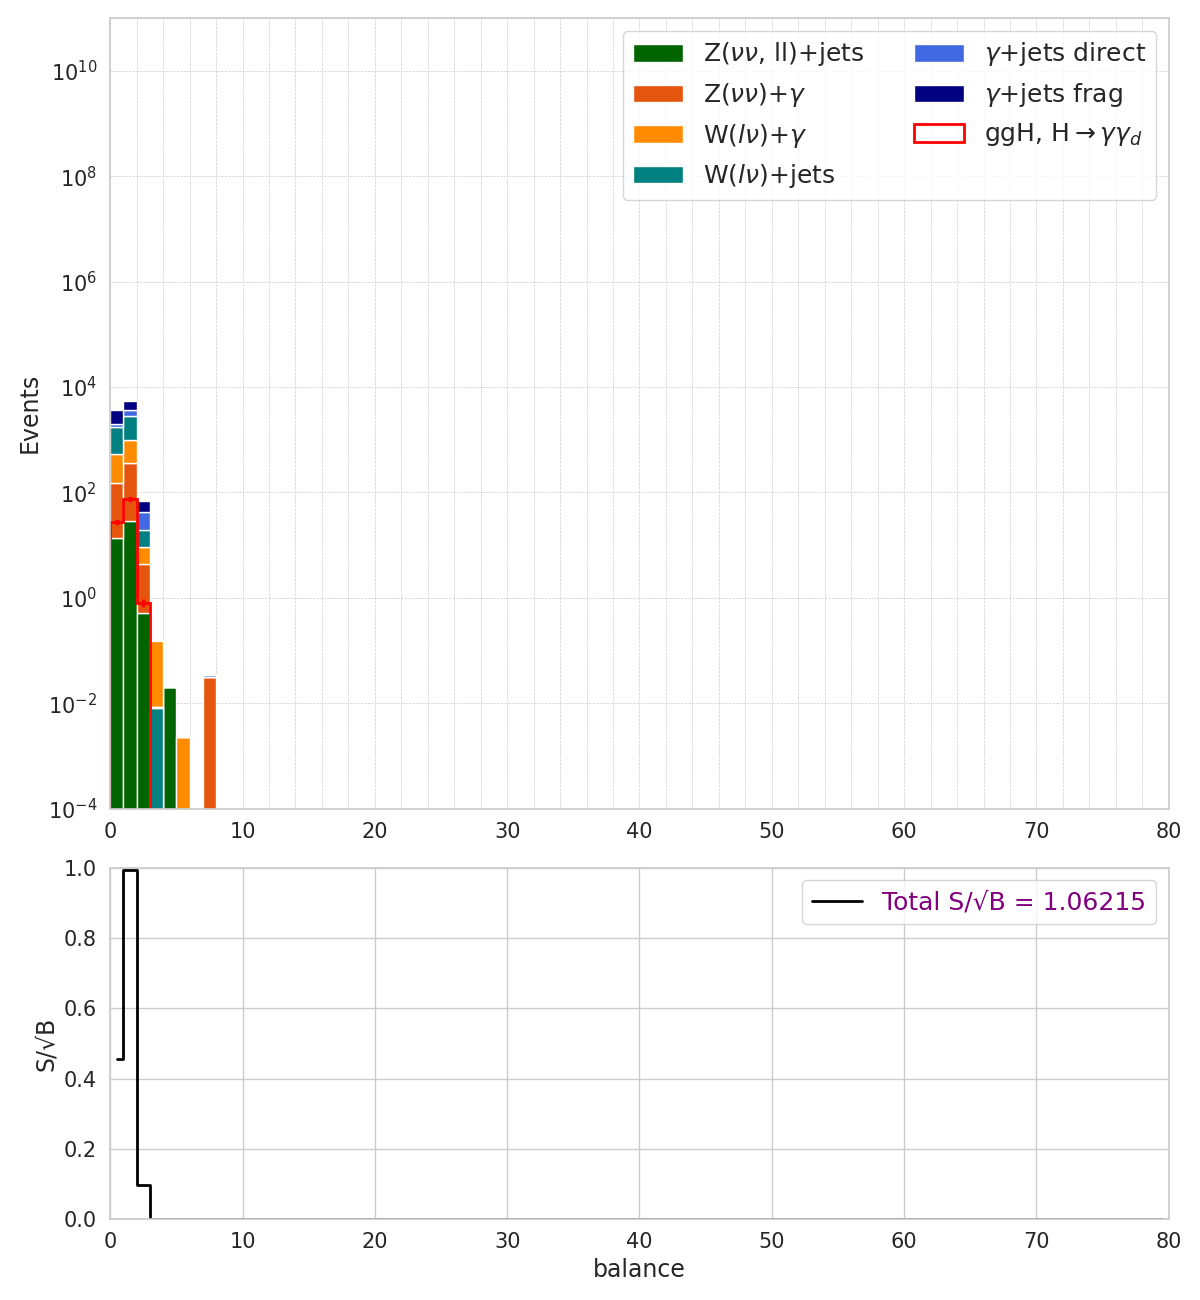 Z(νν, ll)+jets
Z(νν)+γ
W(lν)+γ
W(lν)+jets
γ+jets direct
γ+jets frag
ggH, H→γγ_d
Events
10^10
10^8
10^6
10^4
10^2
10^0
10^−2
10^−4
0 10 20 30 40 50 60 70 80
Total S/√B = 1.06215
S/√B
1.0
0.8
0.6
0.4
0.2
0.0
0 10 20 30 40 50 60 70 80
balance